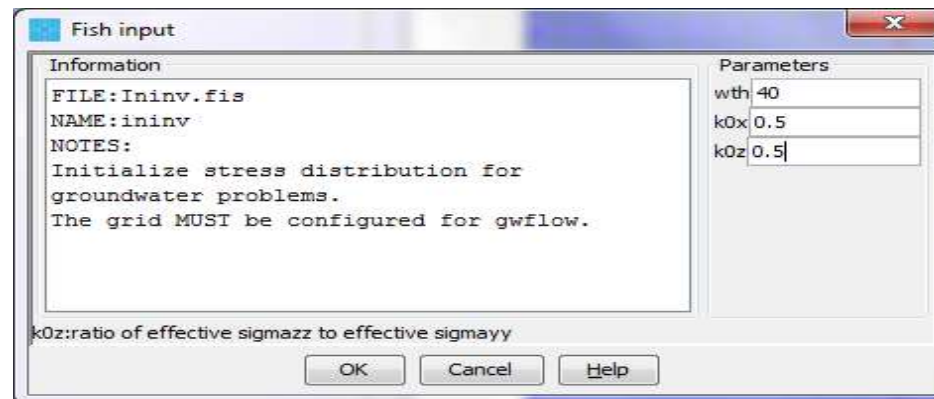 Fish input
Information
FILE:Ininv.fis
NAME:ininv
NOTES:
Initialize stress distribution for
groundwater problems.
The grid MUST be configured for gwflow.
Parameters
wth 40
k0x 0.5
k0z 0.5
k0z:ratio of effective sigmazz to effective sigmayy
OK Cancel Help